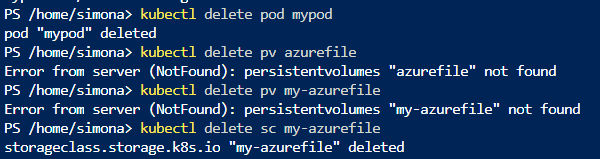 PS /home/simona> kubectl delete pod mypod
pod "mypod" deleted
PS /home/simona> kubectl delete pv azurefile
Error from server (NotFound): persistentvolumes "azurefile" not found
PS /home/simona> kubectl delete pv my-azurefile
Error from server (NotFound): persistentvolumes "my-azurefile" not found
PS /home/simona> kubectl delete sc my-azurefile
storageclass.storage.k8s.io "my-azurefile" deleted